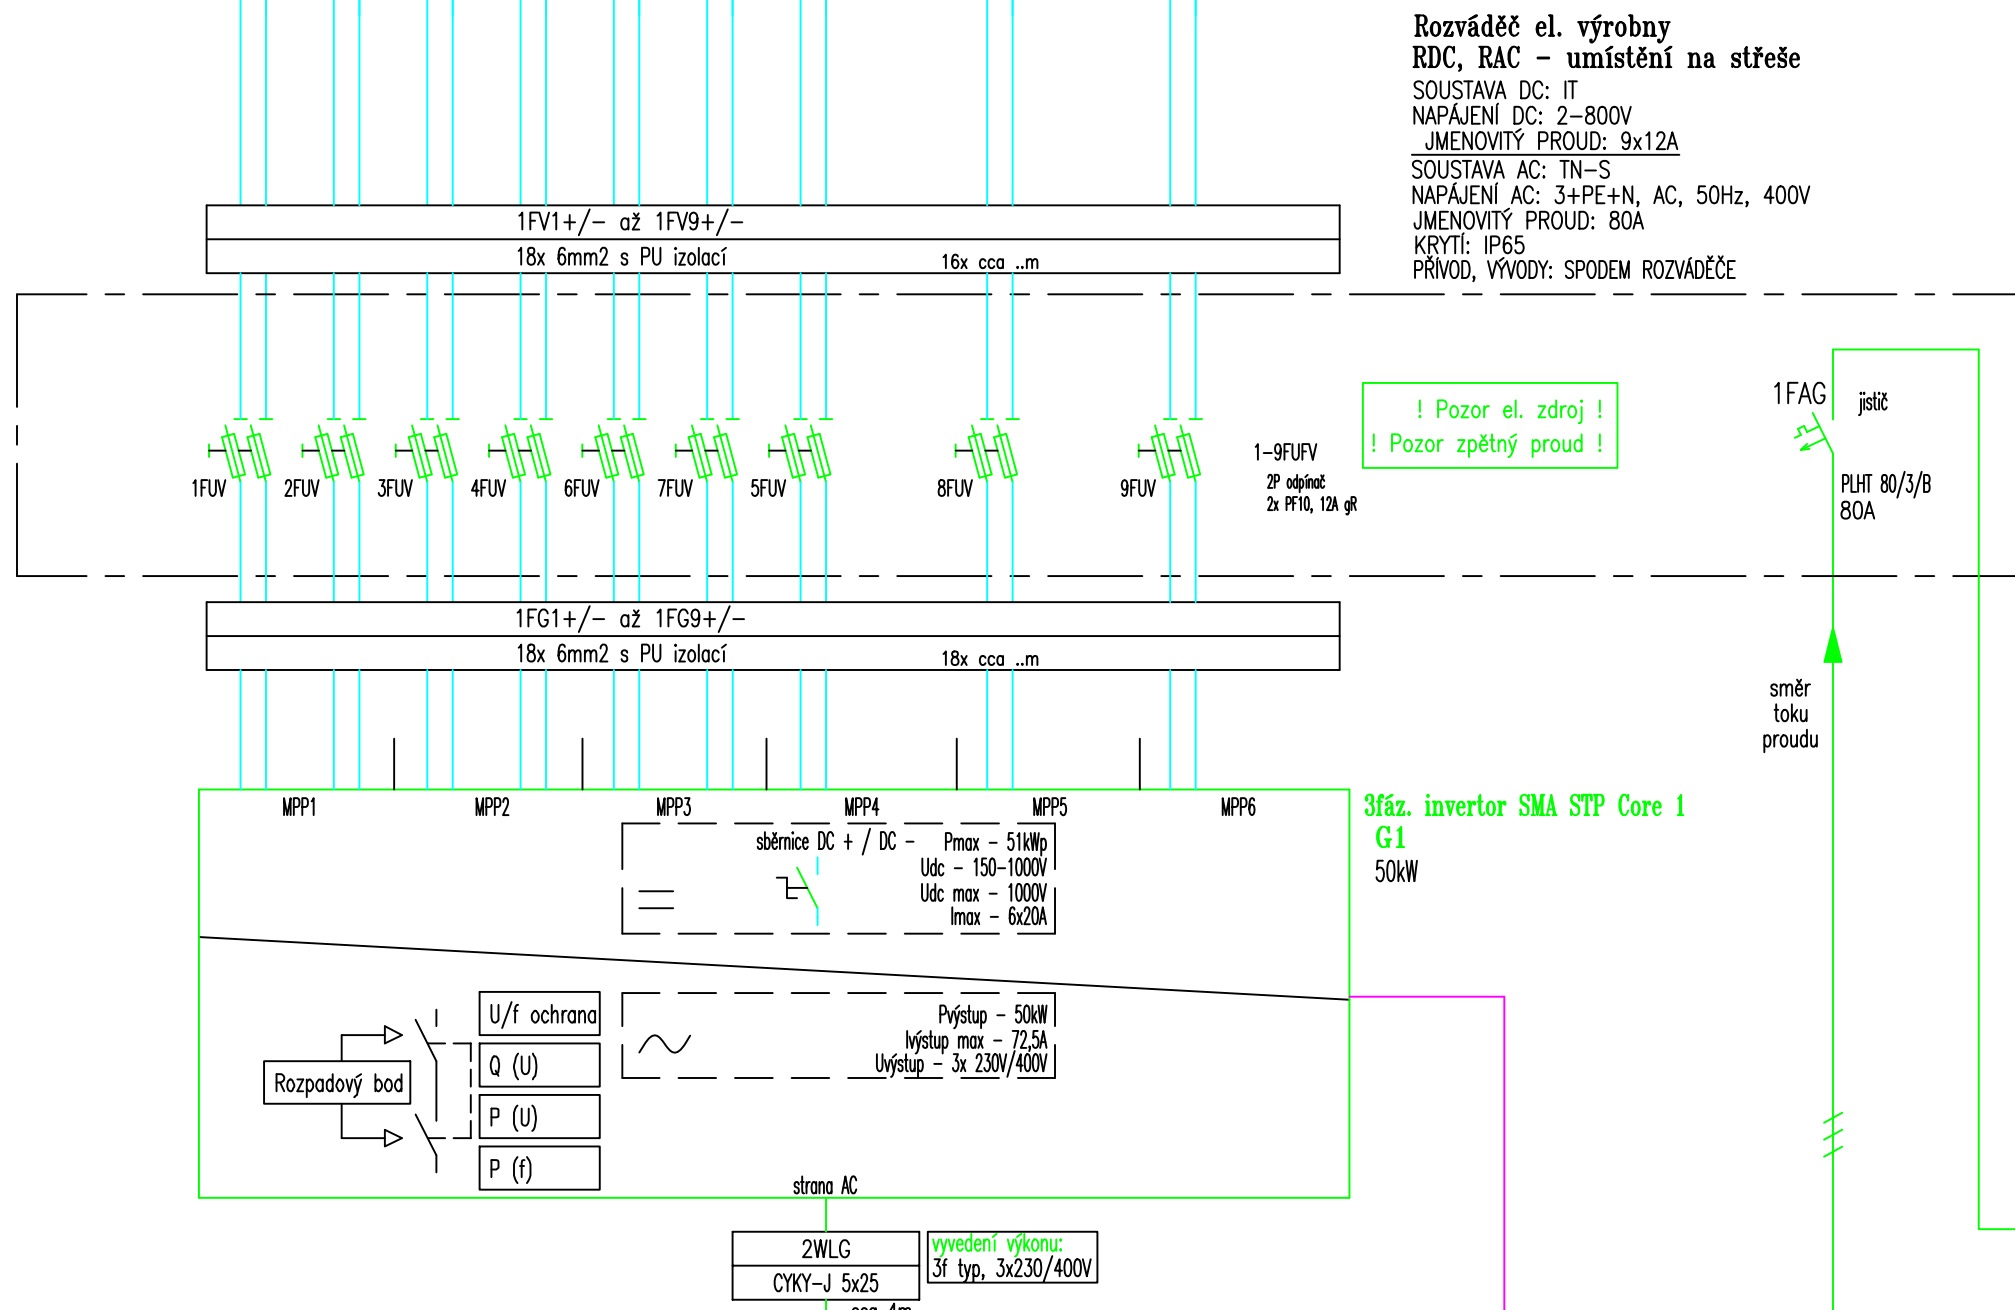 Rozváděč el. výrobny
RDC, RAC – umístění na střeše
SOUSTAVA DC: IT
NAPÁJENÍ DC: 2–800V
JMENOVITÝ PROUD: 9x12A
SOUSTAVA AC: TN–S
NAPÁJENÍ AC: 3+PE+N, AC, 50Hz, 400V
JMENOVITÝ PROUD: 80A
KRYTÍ: IP65
PŘÍVOD, VÝVODY: SPODEM ROZVÁDĚČE
1FV1+/– až 1FV9+/–
18x 6mm2 s PU izolací 16x cca ..m
1FUV 2FUV 3FUV 4FUV 6FUV 7FUV 5FUV 8FUV 9FUV
1–9FUFV
2P odpínač
2x PF10, 12A gR
! Pozor el. zdroj !
! Pozor zpětný proud !
1FAG jistič
PLHT 80/3/B
80A
1FG1+/– až 1FG9+/–
18x 6mm2 s PU izolací 18x cca ..m
směr
toku
proudu
MPP1 MPP2 MPP3 MPP4 MPP5 MPP6
3fáz. invertor SMA STP Core 1
G1
50kW
sběrnice DC + / DC – Pmax – 51kWp
Udc – 150–1000V
Udc max – 1000V
Imax – 6x20A
Pvýstup – 50kW
Ivýstup max – 72,5A
Uvýstup – 3x 230V/400V
U/f ochrana
Q (U)
Rozpadový bod
P (U)
P (f)
strana AC
2WLG
CYKY–J 5x25
vyvedení výkonu:
3f typ, 3x230/400V
cca 4m